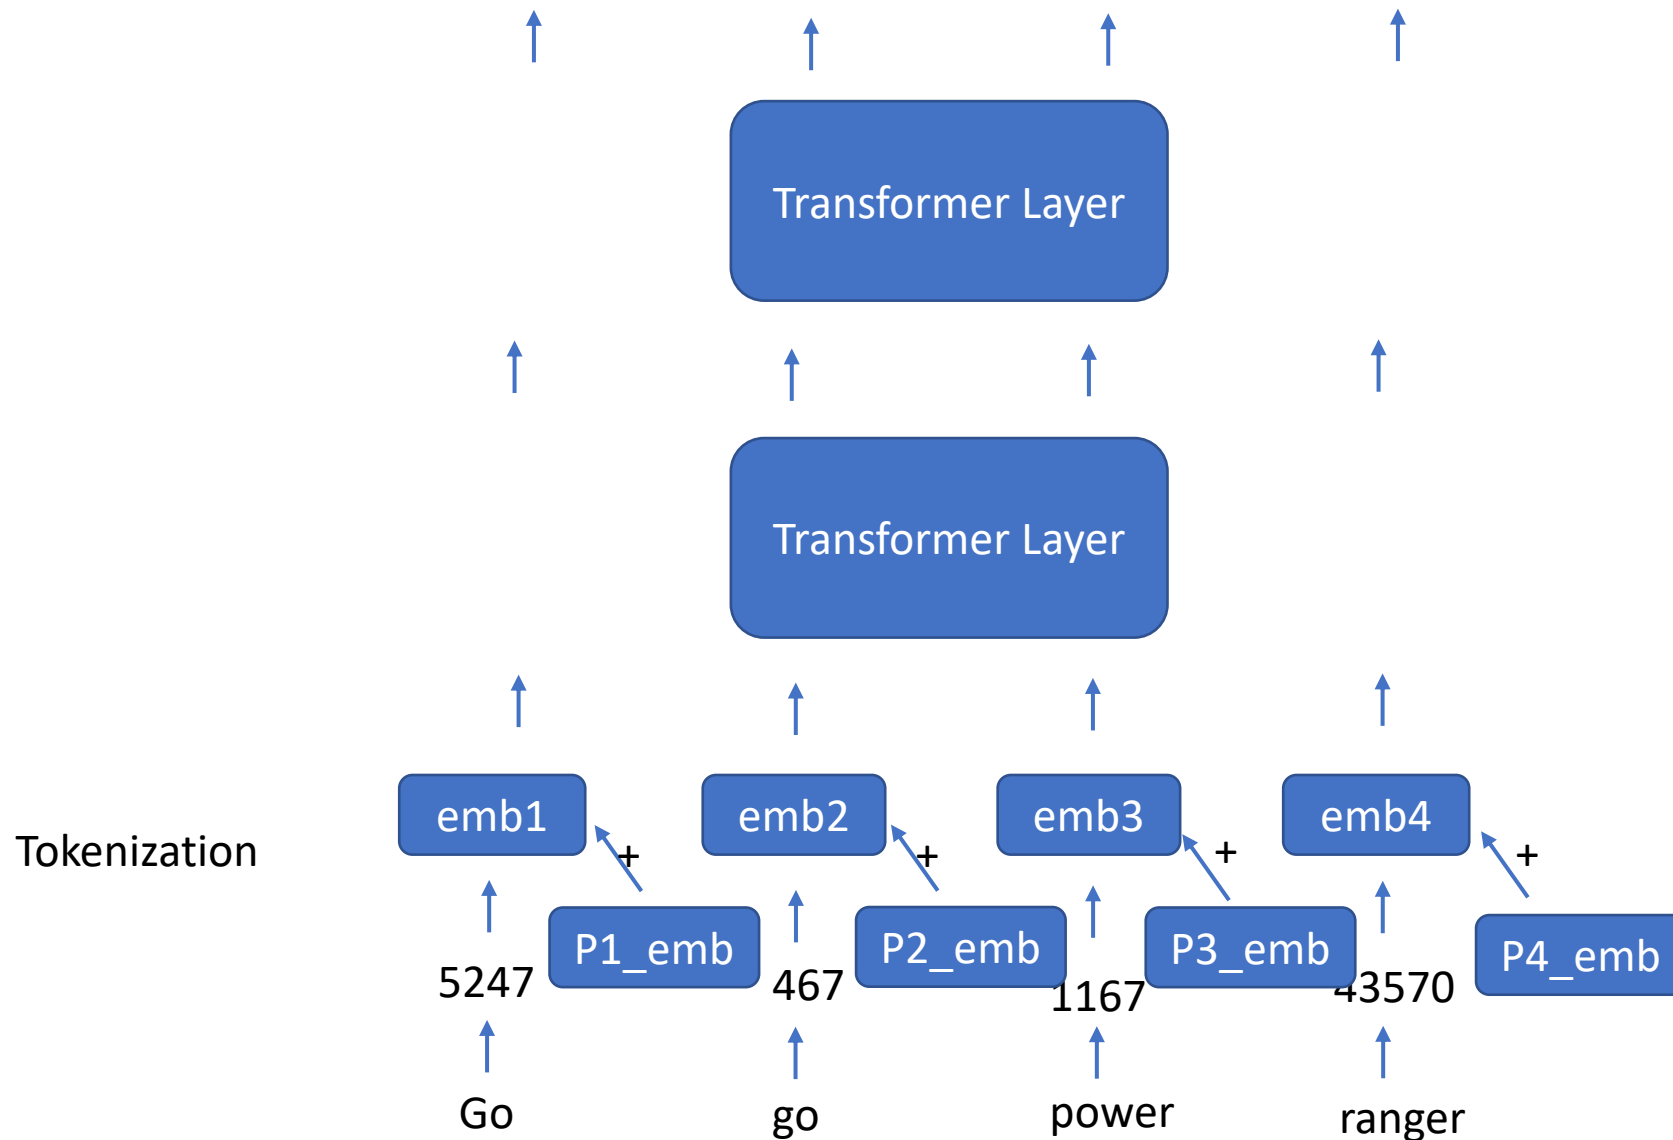 Transformer Layer
Transformer Layer
emb1 emb2 emb3 emb4
Tokenization
+ + + +
P1_emb P2_emb P3_emb P4_emb
5247 467 1167 43570
Go go power ranger